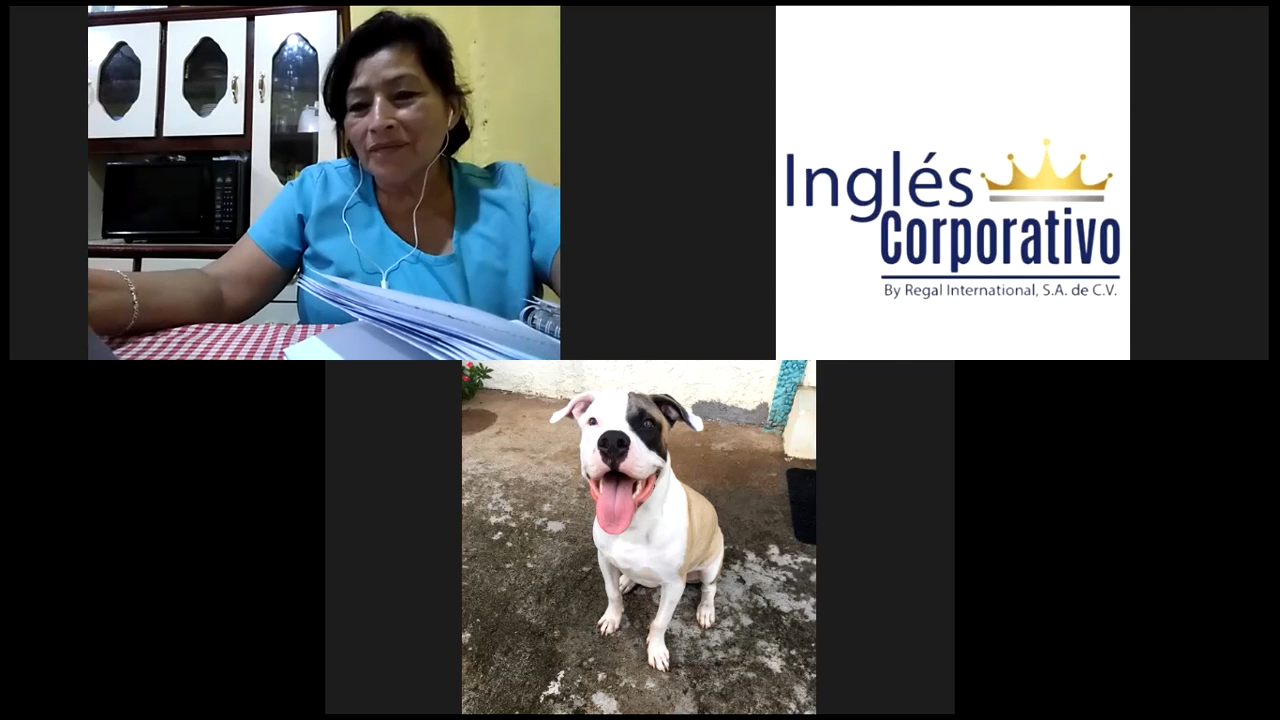 Inglés
Corporativo
By Regal International, S.A. de C.V.